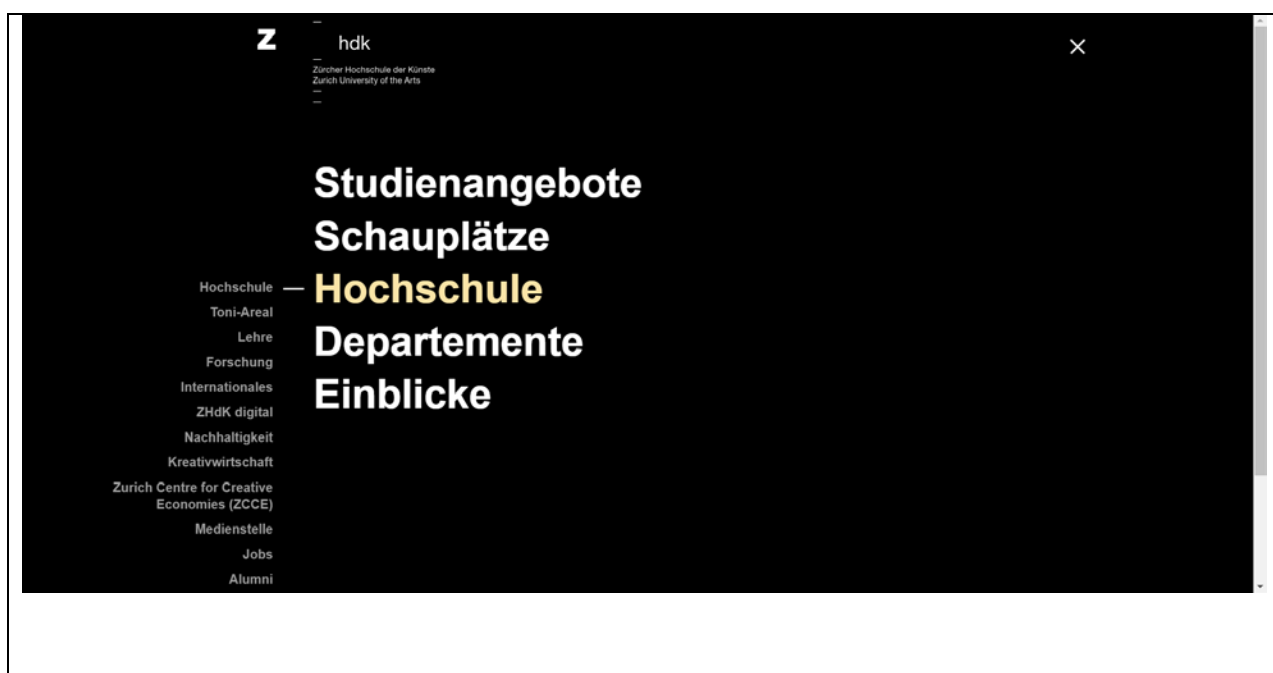 Z hdk
Zürcher Hochschule der Künste
Zurich University of the Arts
Studienangebote
Schauplätze
Hochschule
Departemente
Einblicke
Hochschule
Toni-Areal
Lehre
Forschung
Internationales
ZHdK digital
Nachhaltigkeit
Kreativwirtschaft
Zurich Centre for Creative
Economies (ZCCE)
Medienstelle
Jobs
Alumni